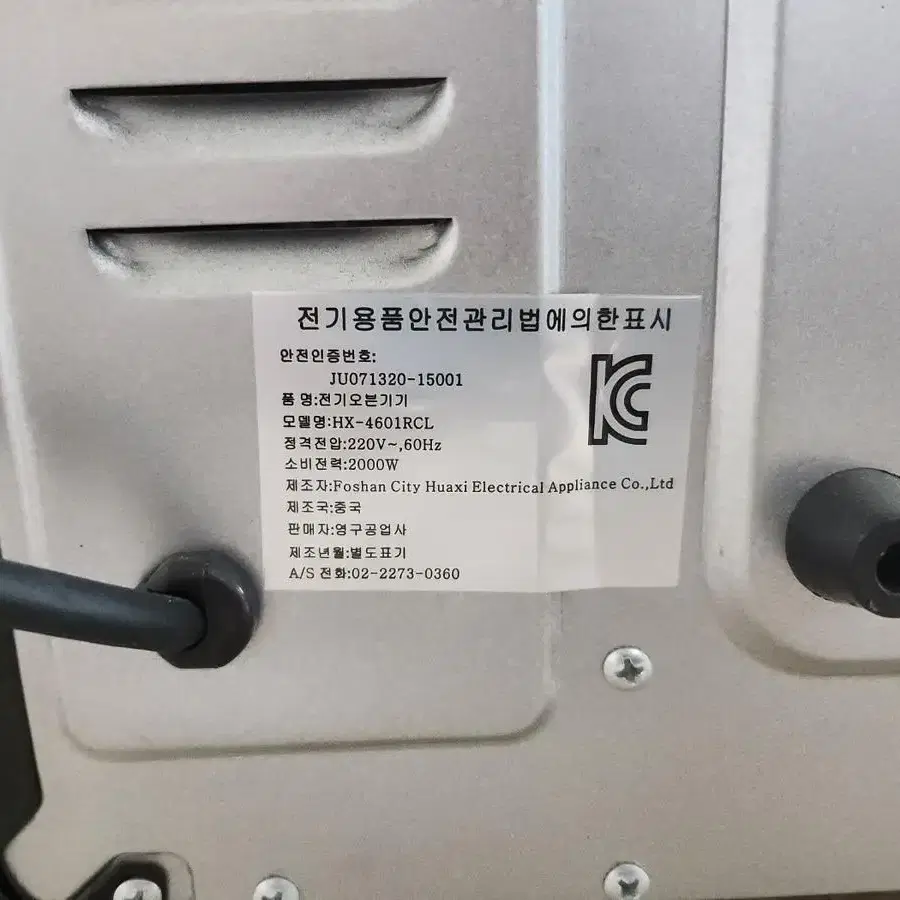 전기용품안전관리법에의한표시
안전인증번호:
JU071320-15001
품 명:전기오븐기기
모델명:HX-4601RCL
정격전압:220V~,60Hz
소비전력:2000W
제조자:Foshan City Huaxi Electrical Appliance Co.,Ltd
제조국:중국
판매자:영구공업사
제조년월:별도표기
A/S 전화:02-2273-0360
KC